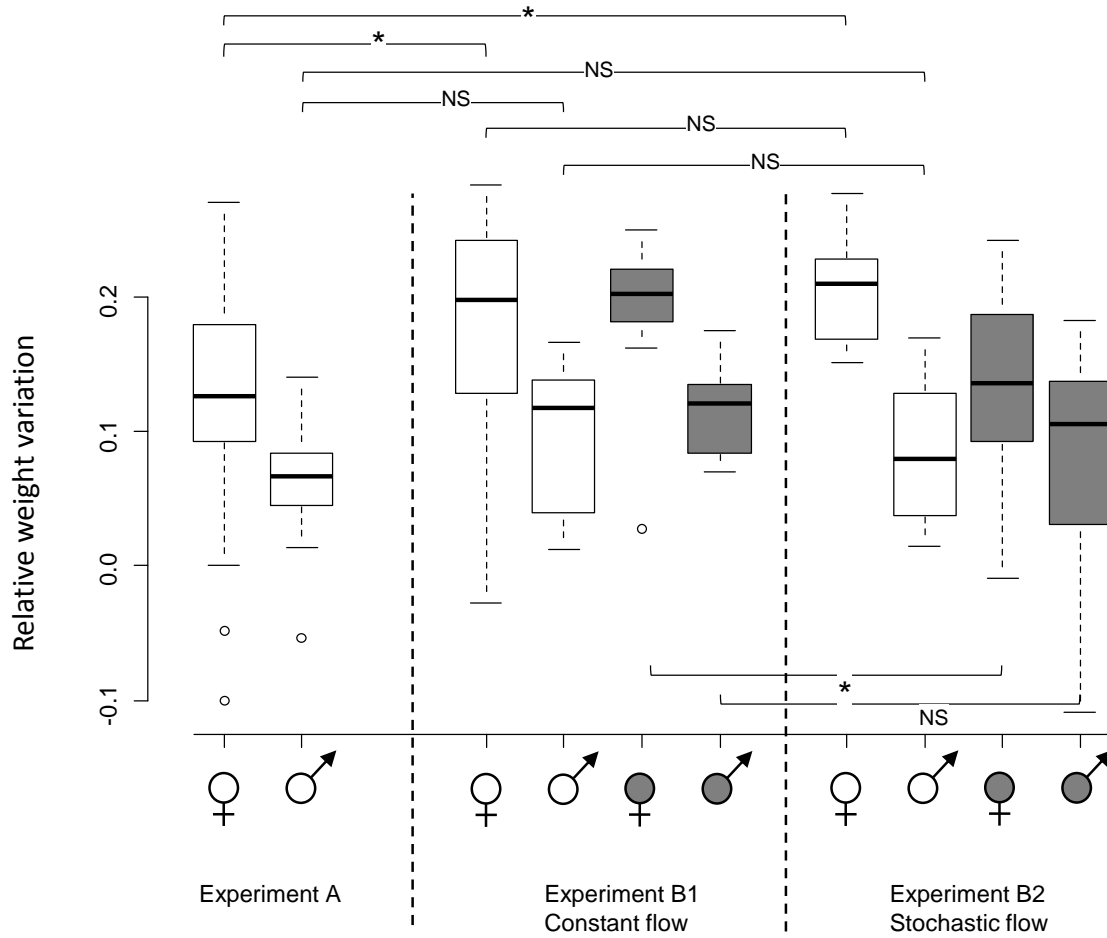 *
*
NS
NS
NS
NS
Relative weight variation
0.2
0.1
0.0
-0.1
*
NS
♀ ♂ ♀ ♂ ♀ ♂ ♀ ♂ ♀ ♂
Experiment A
Experiment B1
Constant flow
Experiment B2
Stochastic flow